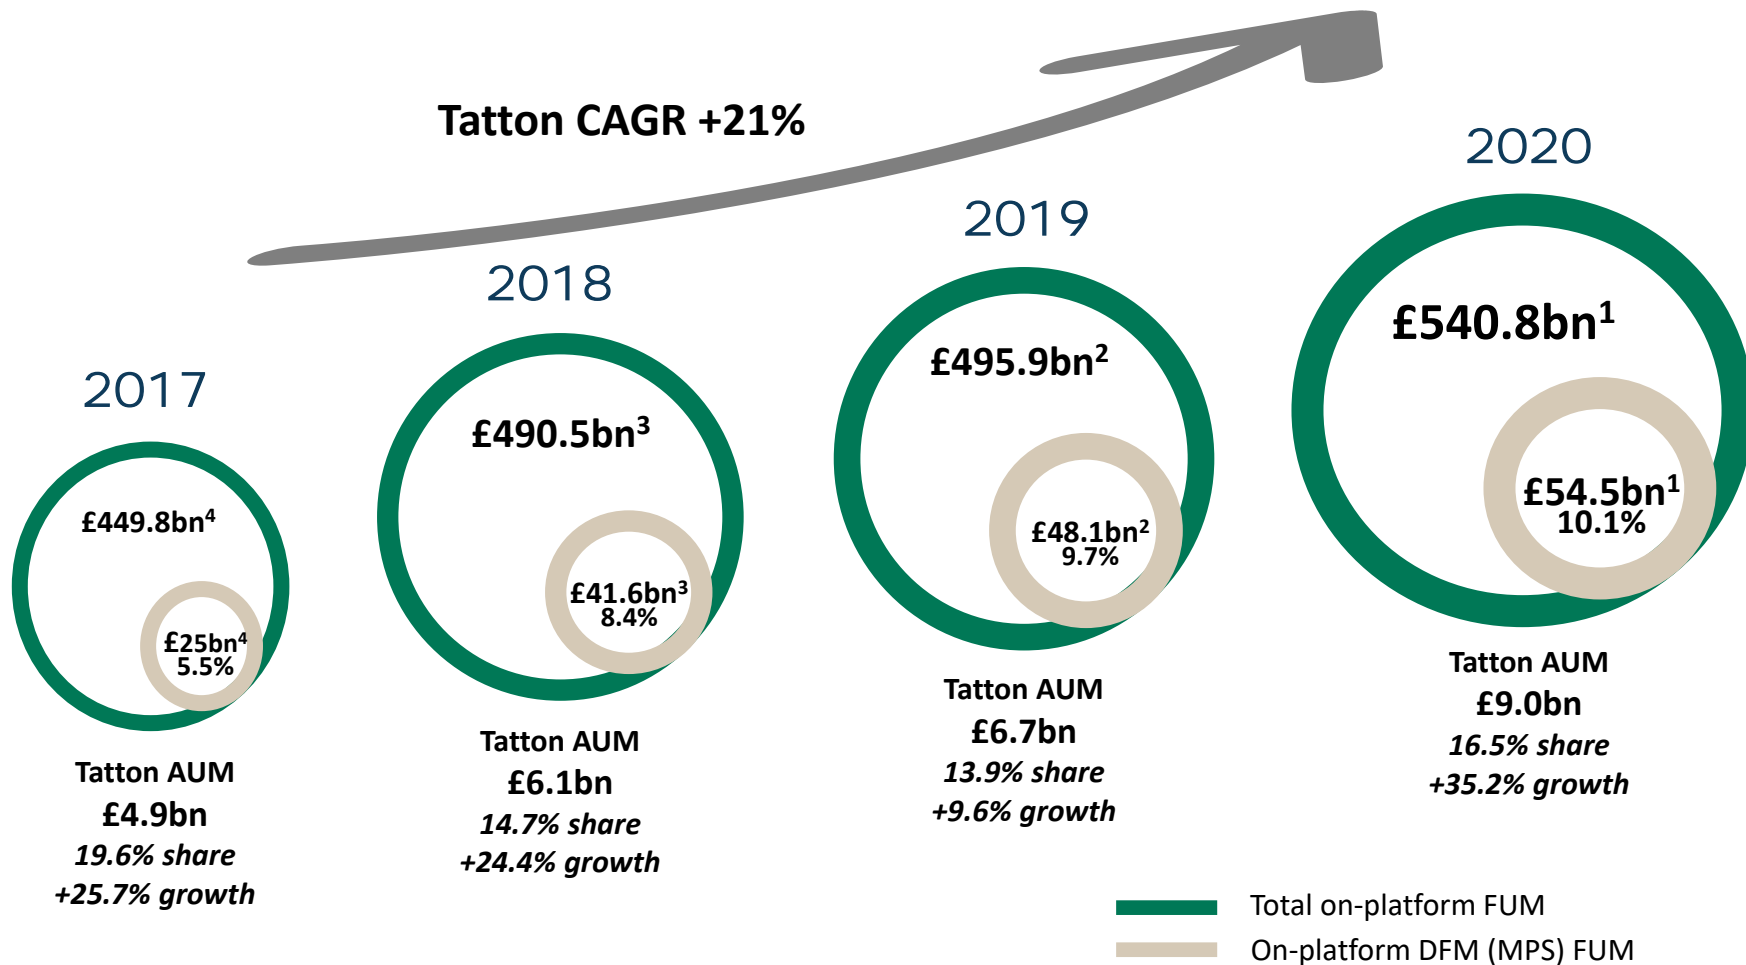 Tatton CAGR +21%
2017
£449.8bn⁴
£25bn⁴
5.5%
Tatton AUM
£4.9bn
19.6% share
+25.7% growth
2018
£490.5bn³
£41.6bn³
8.4%
Tatton AUM
£6.1bn
14.7% share
+24.4% growth
2019
£495.9bn²
£48.1bn²
9.7%
Tatton AUM
£6.7bn
13.9% share
+9.6% growth
2020
£540.8bn¹
£54.5bn¹
10.1%
Tatton AUM
£9.0bn
16.5% share
+35.2% growth
Total on-platform FUM
On-platform DFM (MPS) FUM